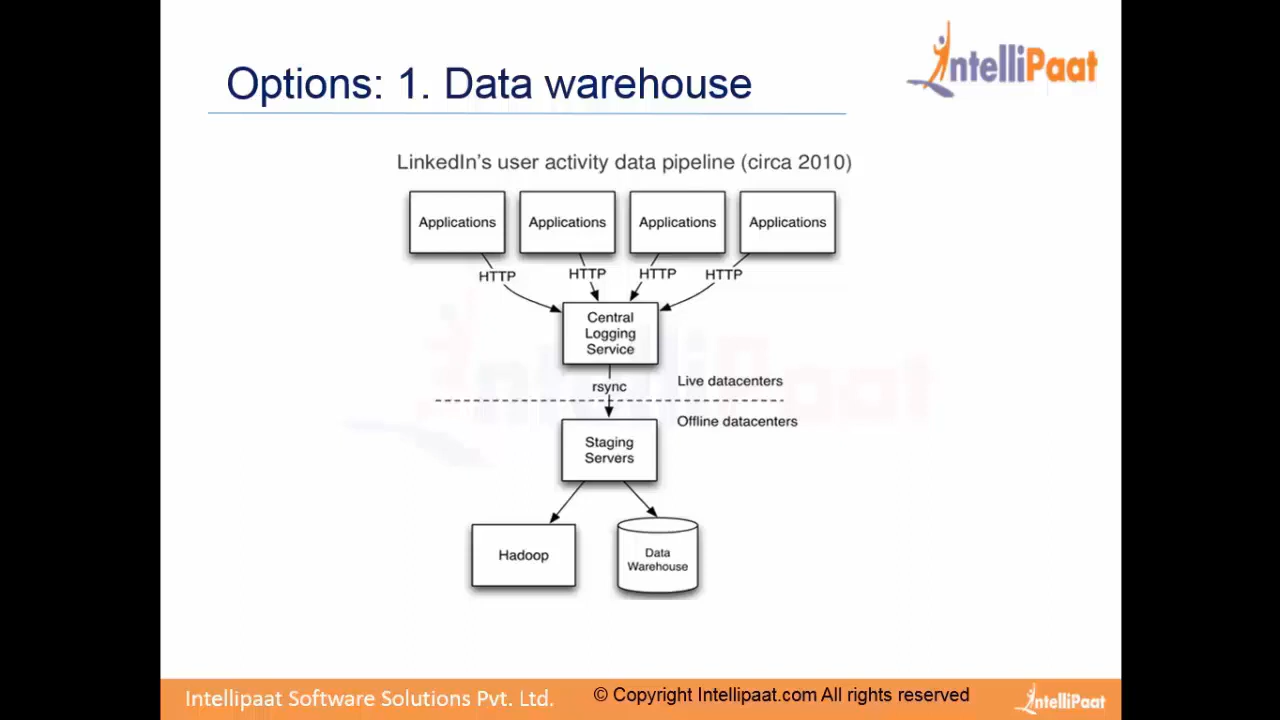 Options: 1. Data warehouse
IntelliPaat
LinkedIn's user activity data pipeline (circa 2010)
Applications
Applications
Applications
Applications
HTTP
HTTP
HTTP
HTTP
Central
Logging
Service
rsync
Live datacenters
Offline datacenters
Staging
Servers
Hadoop
Data
Warehouse
IntelliPaat
Intellipaat Software Solutions Pvt. Ltd.
© Copyright Intellipaat.com All rights reserved
IntelliPaat